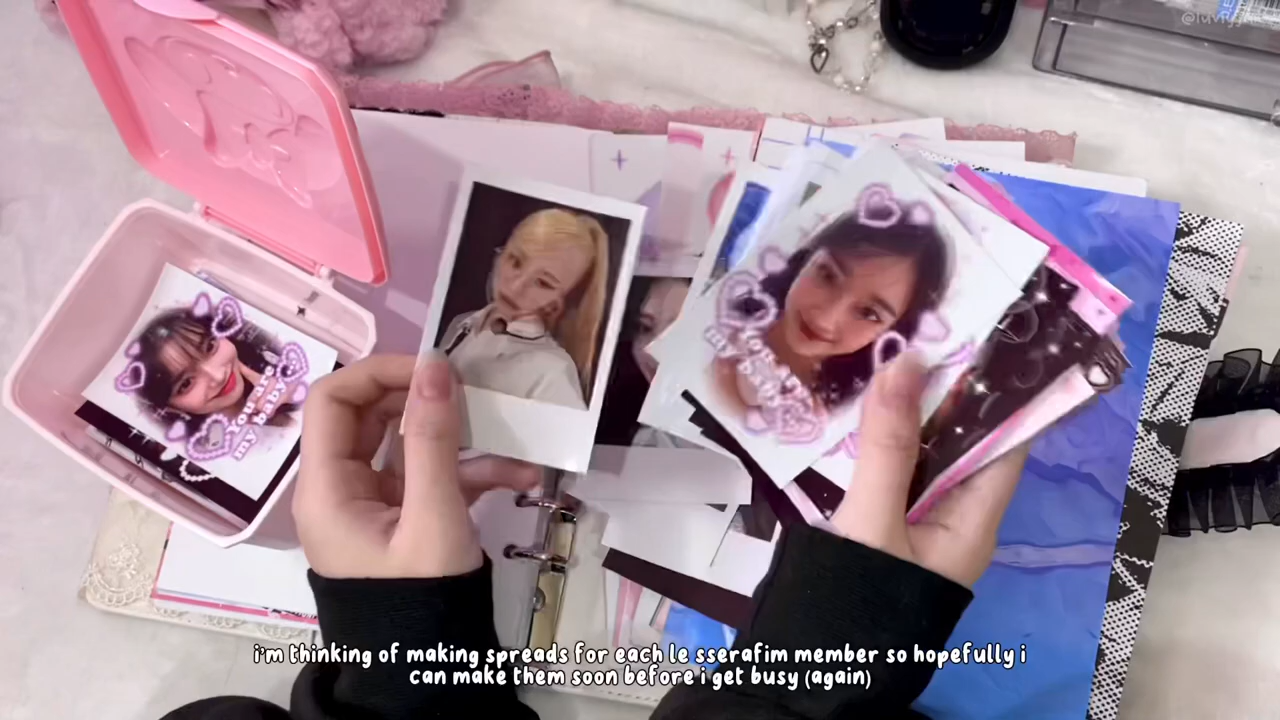 You are
my baby
i'm thinking of making spreads for each le sserafim member so hopefully i
can make them soon before i get busy (again)